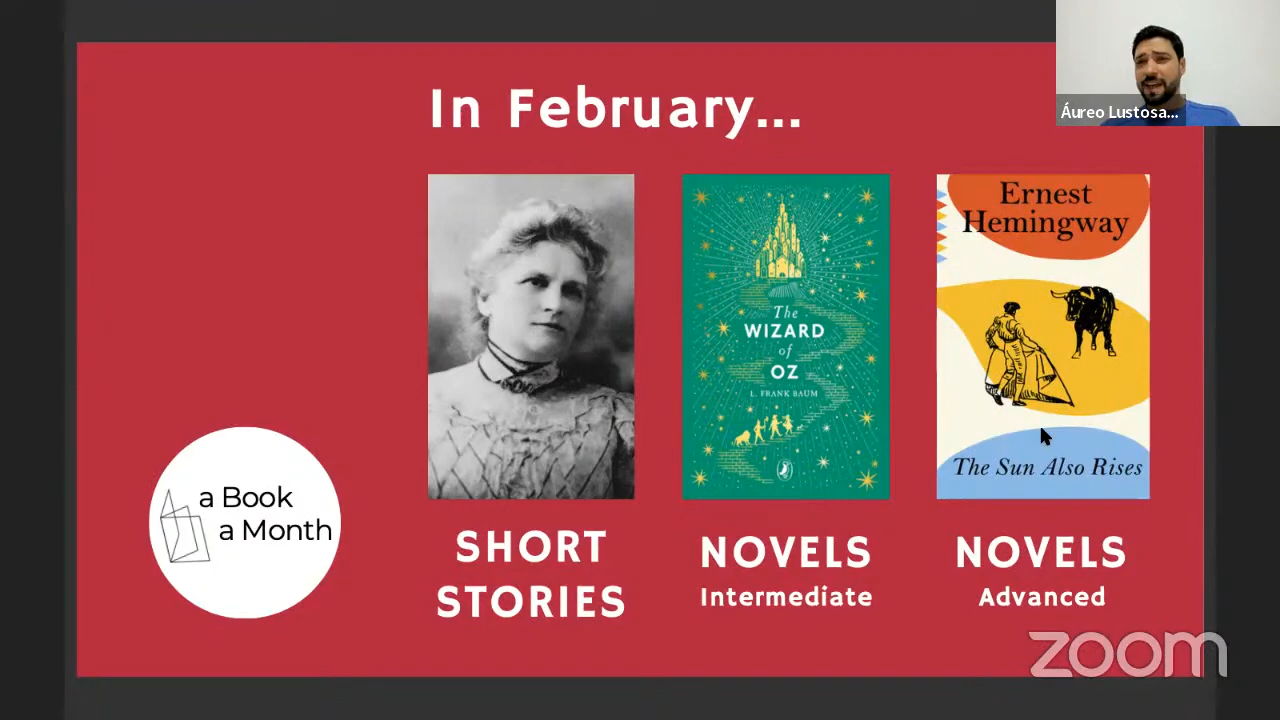 In February...
Áureo Lustosa...
Ernest
Hemingway
The
WIZARD
of
OZ
L. FRANK BAUM
The Sun Also Rises
a Book
a Month
SHORT
STORIES
NOVELS
Intermediate
NOVELS
Advanced
zoom